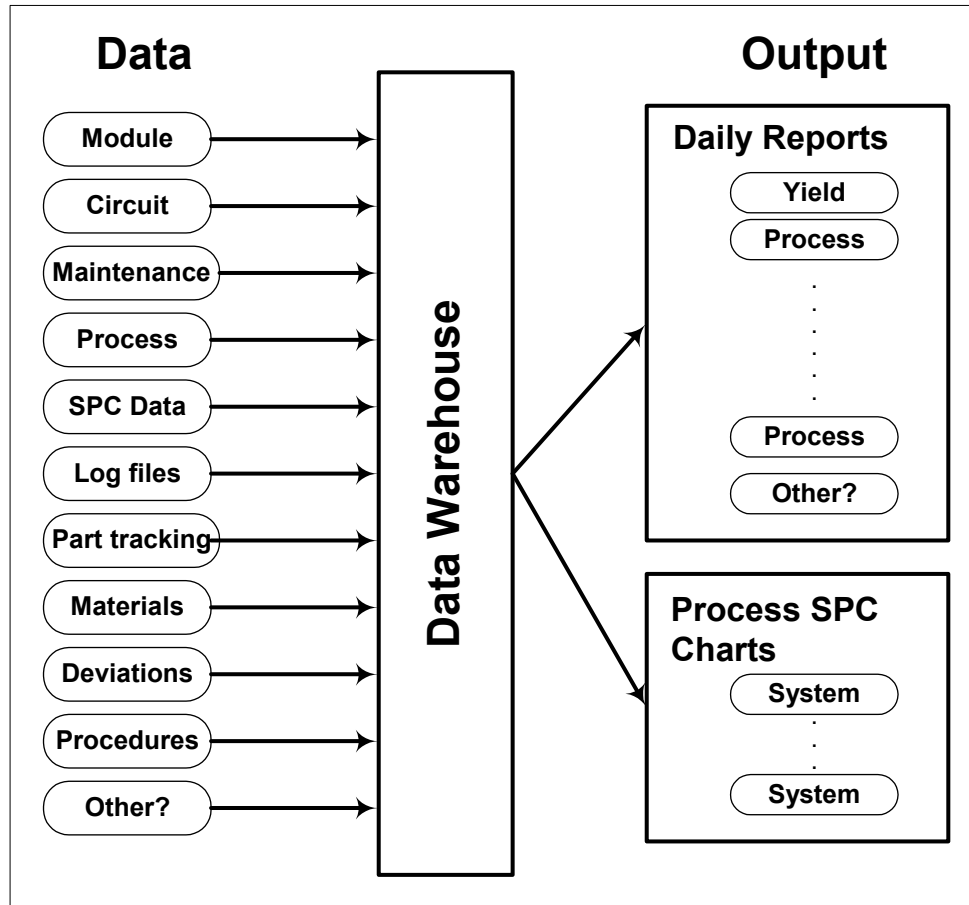 Data
Module
Circuit
Maintenance
Process
SPC Data
Log files
Part tracking
Materials
Deviations
Procedures
Other?
Data Warehouse
Output
Daily Reports
Yield
Process
Process
Other?
Process SPC
Charts
System
System